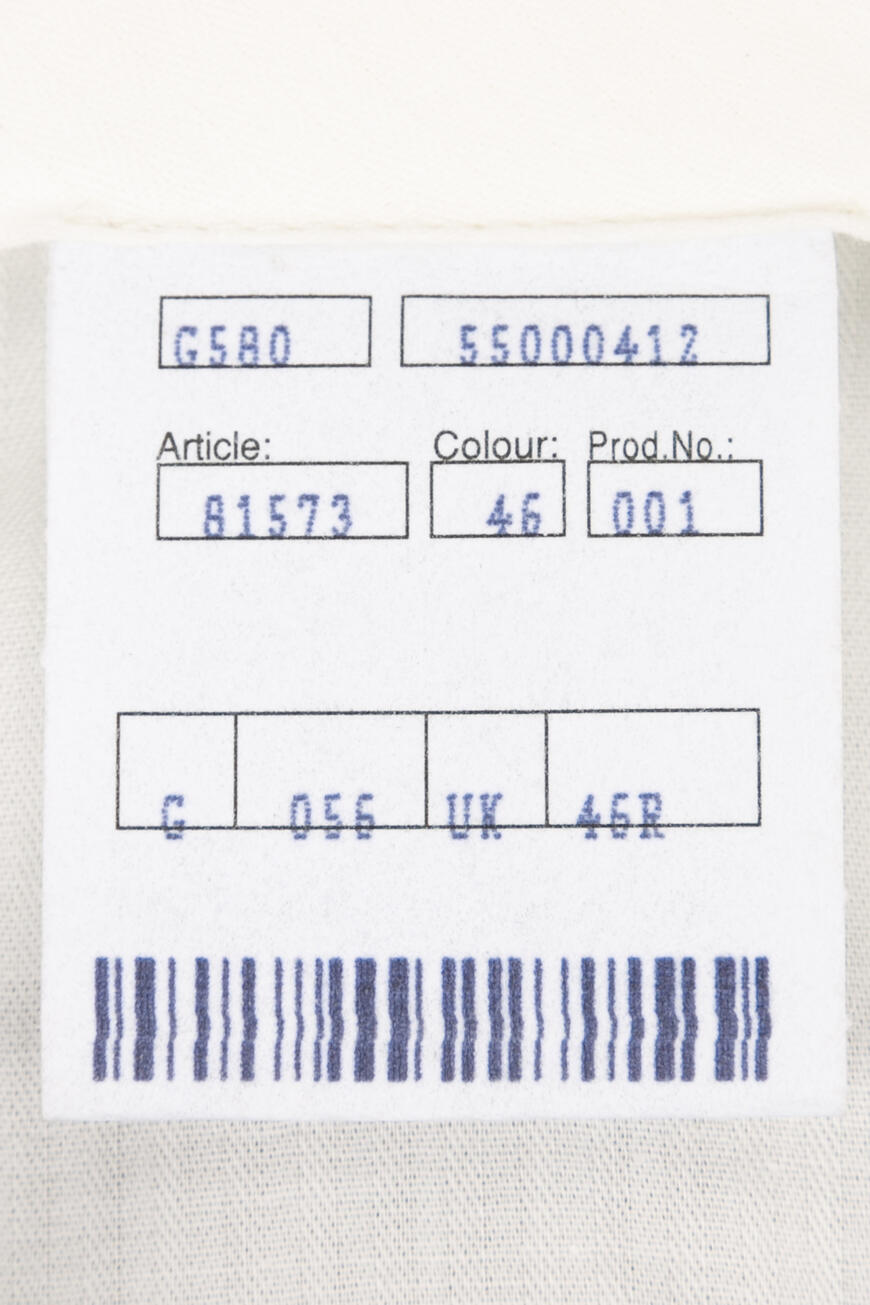 G580 55000412
Article: Colour: Prod.No.:
81573 46 001
G 056 UK 46R